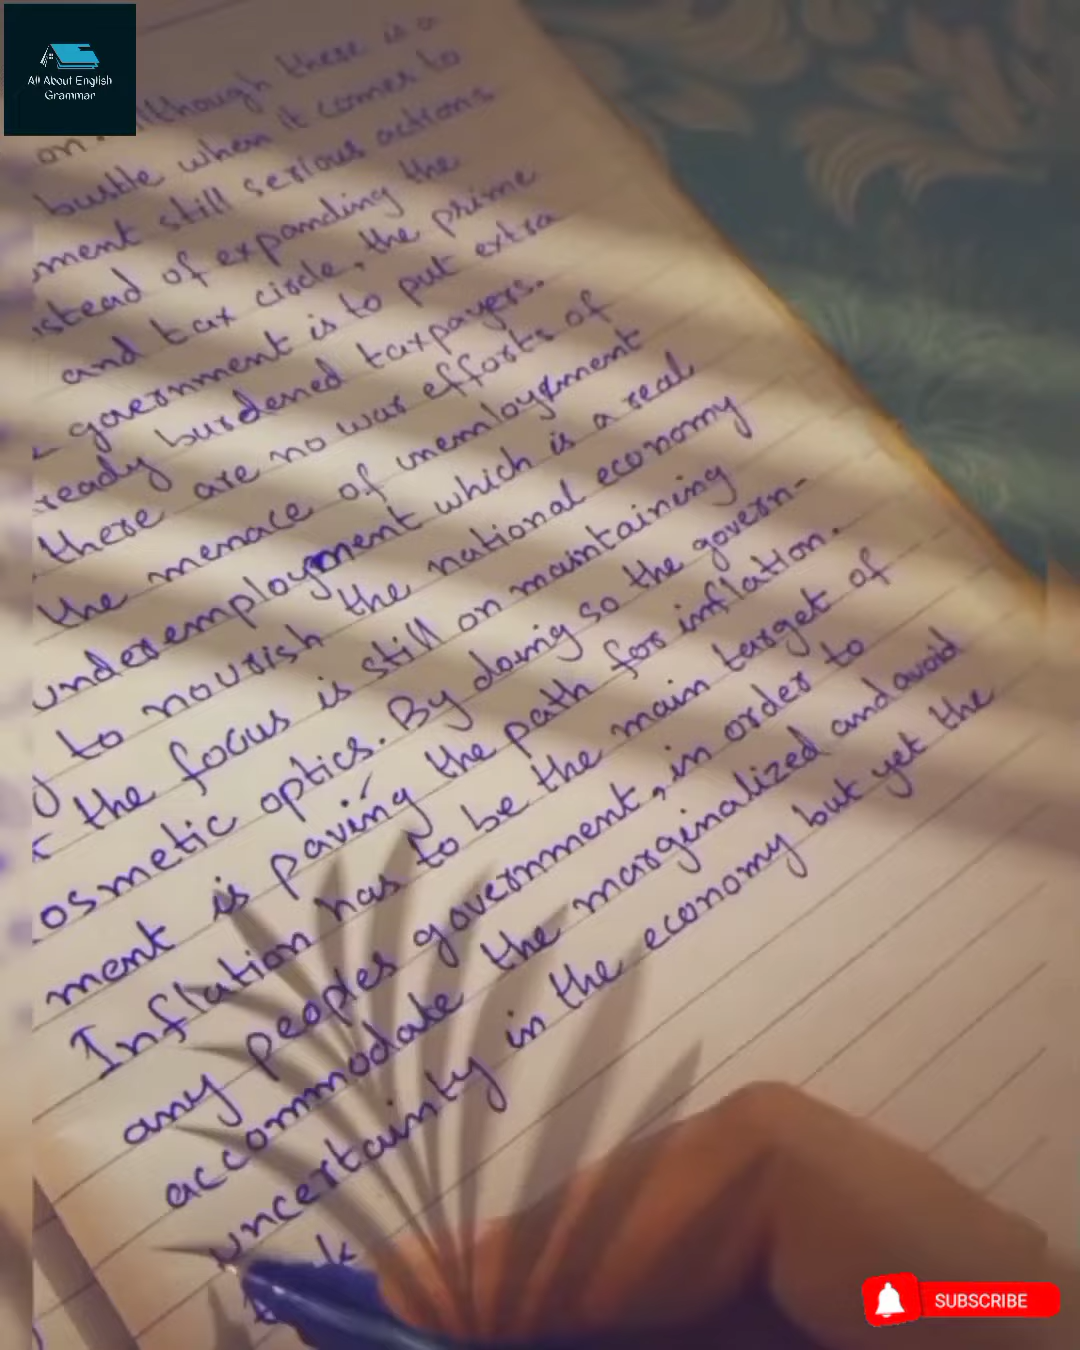 All About English
Grammar
on. Although there is a
bustle when it comes to
ment still serious actions
stead of expanding the
and tax circle, the prime
government is to put extra
ready burdened taxpayers.
there are no war efforts of
the menace of unemloyment
underemployment which is a real
to nourish the national economy
the focus is still on maintaining
osmetic optics. By doing so the govern-
ment is paving the path for inflation.
Inflation has to be the main target of
any peoples government, in order to
accommodate the marginalized and avoid
uncertainty in the economy but yet the
SUBSCRIBE